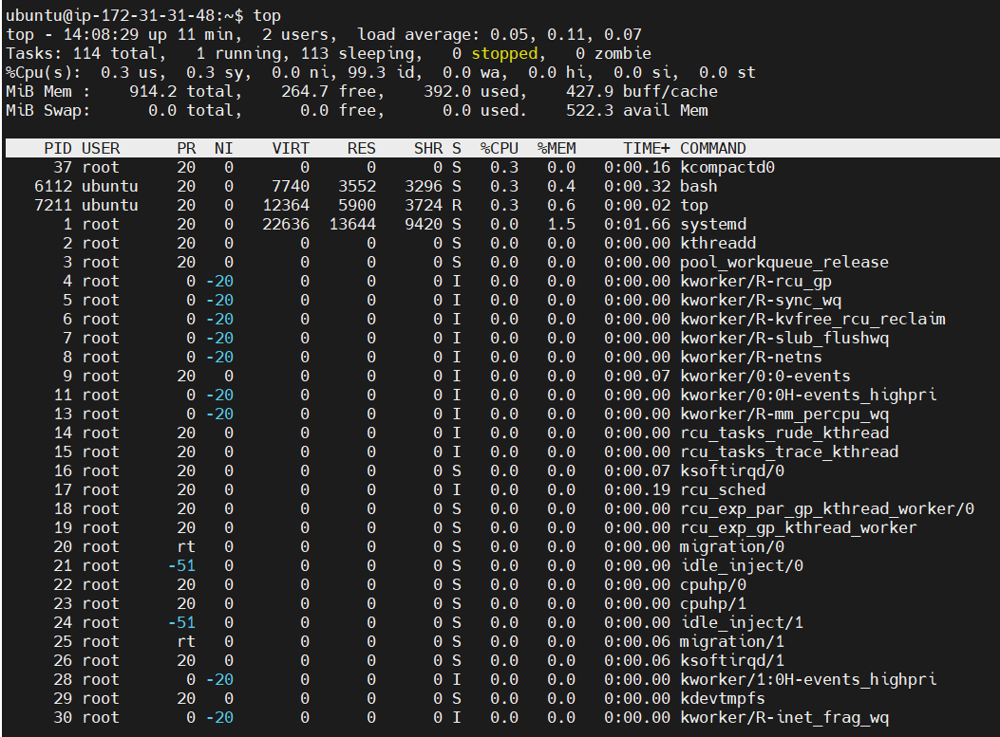 ubuntu@ip-172-31-31-48:~$ top
top - 14:08:29 up 11 min,  2 users,  load average: 0.05, 0.11, 0.07
Tasks: 114 total,   1 running, 113 sleeping,   0 stopped,   0 zombie
%Cpu(s):  0.3 us,  0.3 sy,  0.0 ni, 99.3 id,  0.0 wa,  0.0 hi,  0.0 si,  0.0 st
MiB Mem :    914.2 total,    264.7 free,    392.0 used,    427.9 buff/cache
MiB Swap:      0.0 total,      0.0 free,      0.0 used.    522.3 avail Mem
    PID USER      PR  NI    VIRT    RES    SHR S  %CPU  %MEM     TIME+ COMMAND
     37 root      20   0       0      0      0 S   0.3   0.0   0:00.16 kcompactd0
   6112 ubuntu    20   0    7740   3552   3296 S   0.3   0.4   0:00.32 bash
   7211 ubuntu    20   0   12364   5900   3724 R   0.3   0.6   0:00.02 top
      1 root      20   0   22636  13644   9420 S   0.0   1.5   0:01.66 systemd
      2 root      20   0       0      0      0 S   0.0   0.0   0:00.00 kthreadd
      3 root      20   0       0      0      0 S   0.0   0.0   0:00.00 pool_workqueue_release
      4 root       0 -20       0      0      0 I   0.0   0.0   0:00.00 kworker/R-rcu_gp
      5 root       0 -20       0      0      0 I   0.0   0.0   0:00.00 kworker/R-sync_wq
      6 root       0 -20       0      0      0 I   0.0   0.0   0:00.00 kworker/R-kvfree_rcu_reclaim
      7 root       0 -20       0      0      0 I   0.0   0.0   0:00.00 kworker/R-slub_flushwq
      8 root       0 -20       0      0      0 I   0.0   0.0   0:00.00 kworker/R-netns
      9 root      20   0       0      0      0 I   0.0   0.0   0:00.07 kworker/0:0-events
     11 root       0 -20       0      0      0 I   0.0   0.0   0:00.00 kworker/0:0H-events_highpri
     13 root       0 -20       0      0      0 I   0.0   0.0   0:00.00 kworker/R-mm_percpu_wq
     14 root      20   0       0      0      0 I   0.0   0.0   0:00.00 rcu_tasks_rude_kthread
     15 root      20   0       0      0      0 I   0.0   0.0   0:00.00 rcu_tasks_trace_kthread
     16 root      20   0       0      0      0 S   0.0   0.0   0:00.07 ksoftirqd/0
     17 root      20   0       0      0      0 I   0.0   0.0   0:00.19 rcu_sched
     18 root      20   0       0      0      0 S   0.0   0.0   0:00.00 rcu_exp_par_gp_kthread_worker/0
     19 root      20   0       0      0      0 S   0.0   0.0   0:00.00 rcu_exp_gp_kthread_worker
     20 root      rt   0       0      0      0 S   0.0   0.0   0:00.00 migration/0
     21 root     -51   0       0      0      0 S   0.0   0.0   0:00.00 idle_inject/0
     22 root      20   0       0      0      0 S   0.0   0.0   0:00.00 cpuhp/0
     23 root      20   0       0      0      0 S   0.0   0.0   0:00.00 cpuhp/1
     24 root     -51   0       0      0      0 S   0.0   0.0   0:00.00 idle_inject/1
     25 root      rt   0       0      0      0 S   0.0   0.0   0:00.06 migration/1
     26 root      20   0       0      0      0 S   0.0   0.0   0:00.06 ksoftirqd/1
     28 root       0 -20       0      0      0 I   0.0   0.0   0:00.00 kworker/1:0H-events_highpri
     29 root      20   0       0      0      0 S   0.0   0.0   0:00.00 kdevtmpfs
     30 root       0 -20       0      0      0 I   0.0   0.0   0:00.00 kworker/R-inet_frag_wq